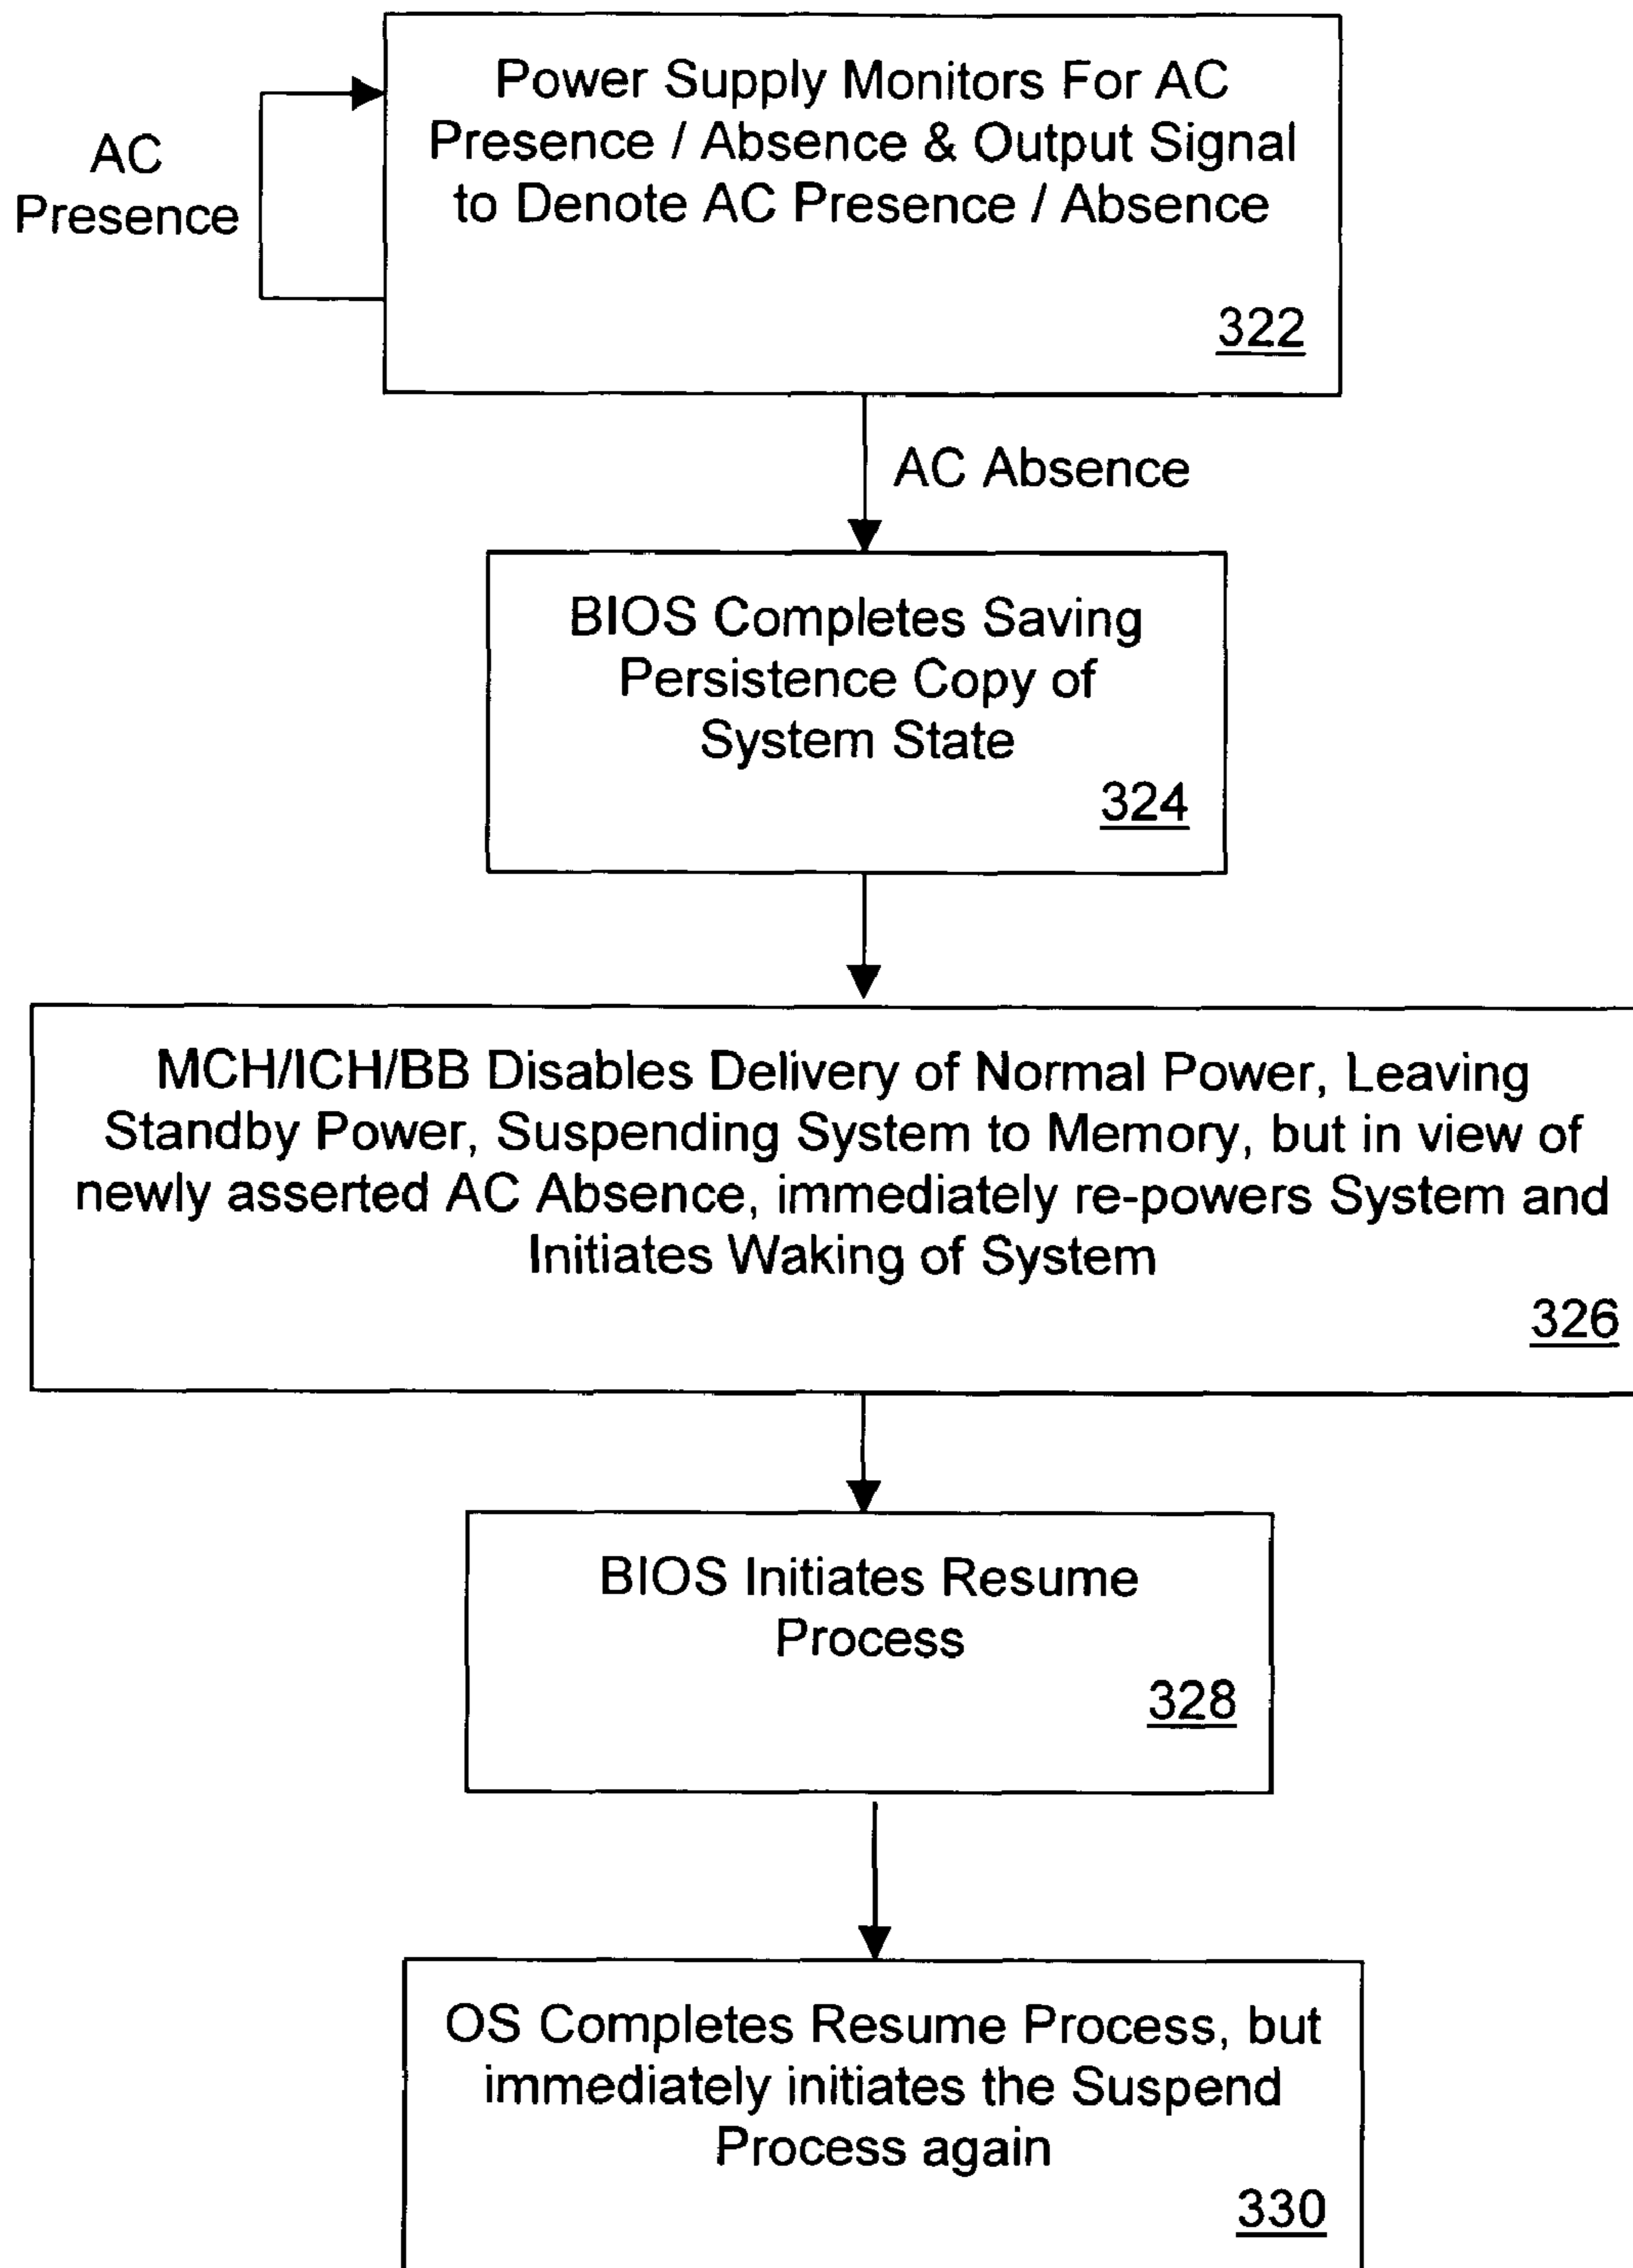 Power Supply Monitors For AC
Presence / Absence & Output Signal
to Denote AC Presence / Absence
322
AC
Presence
AC Absence
BIOS Completes Saving
Persistence Copy of
System State
324
MCH/ICH/BB Disables Delivery of Normal Power, Leaving
Standby Power, Suspending System to Memory, but in view of
newly asserted AC Absence, immediately re-powers System and
Initiates Waking of System
326
BIOS Initiates Resume
Process
328
OS Completes Resume Process, but
immediately initiates the Suspend
Process again
330